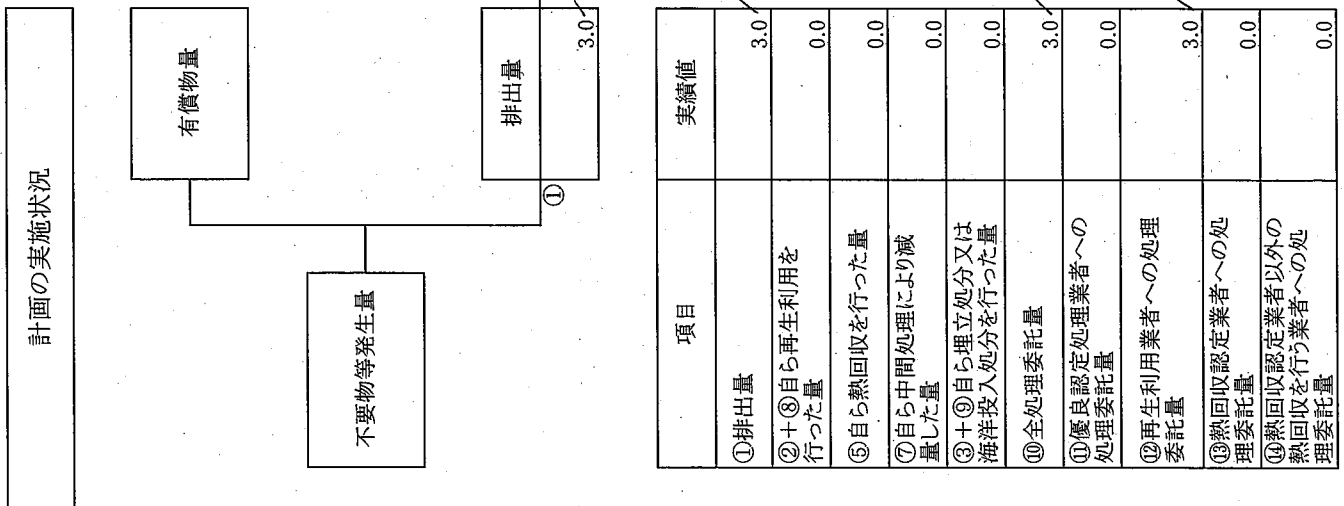 計画の実施状況
有償物量
不要物等発生量
①
排出量
3.0
項目
実績値
①排出量
3.0
②+⑧自ら再生利用を
行った量
0.0
⑤自ら熱回収を行った量
0.0
⑦自ら中間処理により減
量した量
0.0
③+⑨自ら埋立処分又は
海洋投入処分を行った量
0.0
⑩全処理委託量
3.0
⑪優良認定処理業者への
処理委託量
0.0
⑫再生利用業者への処理
委託量
3.0
⑬熱回収認定業者への処
理委託量
0.0
⑭熱回収認定業者以外の
熱回収を行う業者への処
理委託量
0.0